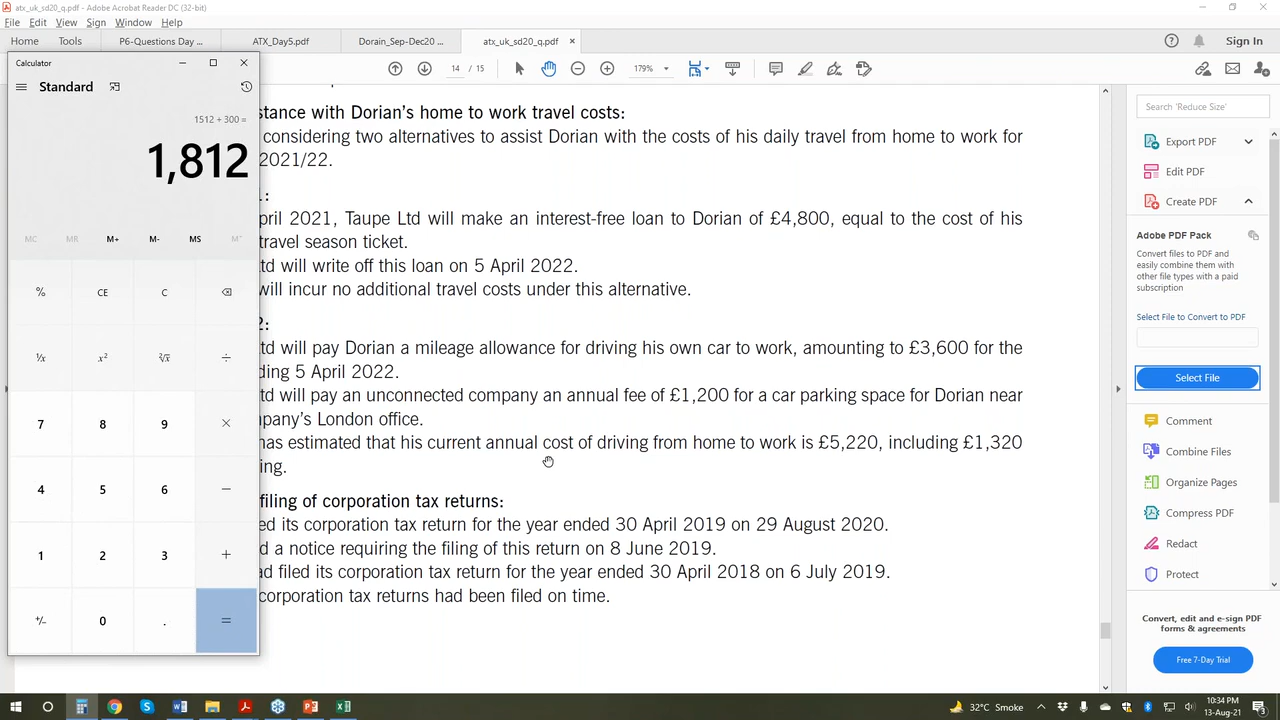 atx_uk_sd20_q.pdf - Adobe Acrobat Reader DC (32-bit)
File Edit View Sign Window Help
Home Tools P6-Questions Day ... ATX_Day5.pdf Dorain_Sep-Dec20 ... atx_uk_sd20_q.pdf × Sign In
14 / 15 179%
Calculator
Standard
1512 + 300 =
1,812
MC MR M+ M- MS M˅
% CE C
¹/x x² ²√x ÷
7 8 9 ×
4 5 6 −
1 2 3 +
+/− 0 . =
stance with Dorian's home to work travel costs:
considering two alternatives to assist Dorian with the costs of his daily travel from home to work for
2021/22.
1:
pril 2021, Taupe Ltd will make an interest-free loan to Dorian of £4,800, equal to the cost of his
travel season ticket.
td will write off this loan on 5 April 2022.
will incur no additional travel costs under this alternative.
2:
td will pay Dorian a mileage allowance for driving his own car to work, amounting to £3,600 for the
ding 5 April 2022.
td will pay an unconnected company an annual fee of £1,200 for a car parking space for Dorian near
pany's London office.
has estimated that his current annual cost of driving from home to work is £5,220, including £1,320
ing.
filing of corporation tax returns:
ed its corporation tax return for the year ended 30 April 2019 on 29 August 2020.
d a notice requiring the filing of this return on 8 June 2019.
ad filed its corporation tax return for the year ended 30 April 2018 on 6 July 2019.
corporation tax returns had been filed on time.
Search 'Reduce Size'
Export PDF
Edit PDF
Create PDF
Adobe PDF Pack
Convert files to PDF and
easily combine them with
other file types with a paid
subscription
Select File to Convert to PDF
Select File
Comment
Combine Files
Organize Pages
Compress PDF
Redact
Protect
Convert, edit and e-sign PDF
forms & agreements
Free 7-Day Trial
32°C Smoke
10:34 PM
13-Aug-21
3